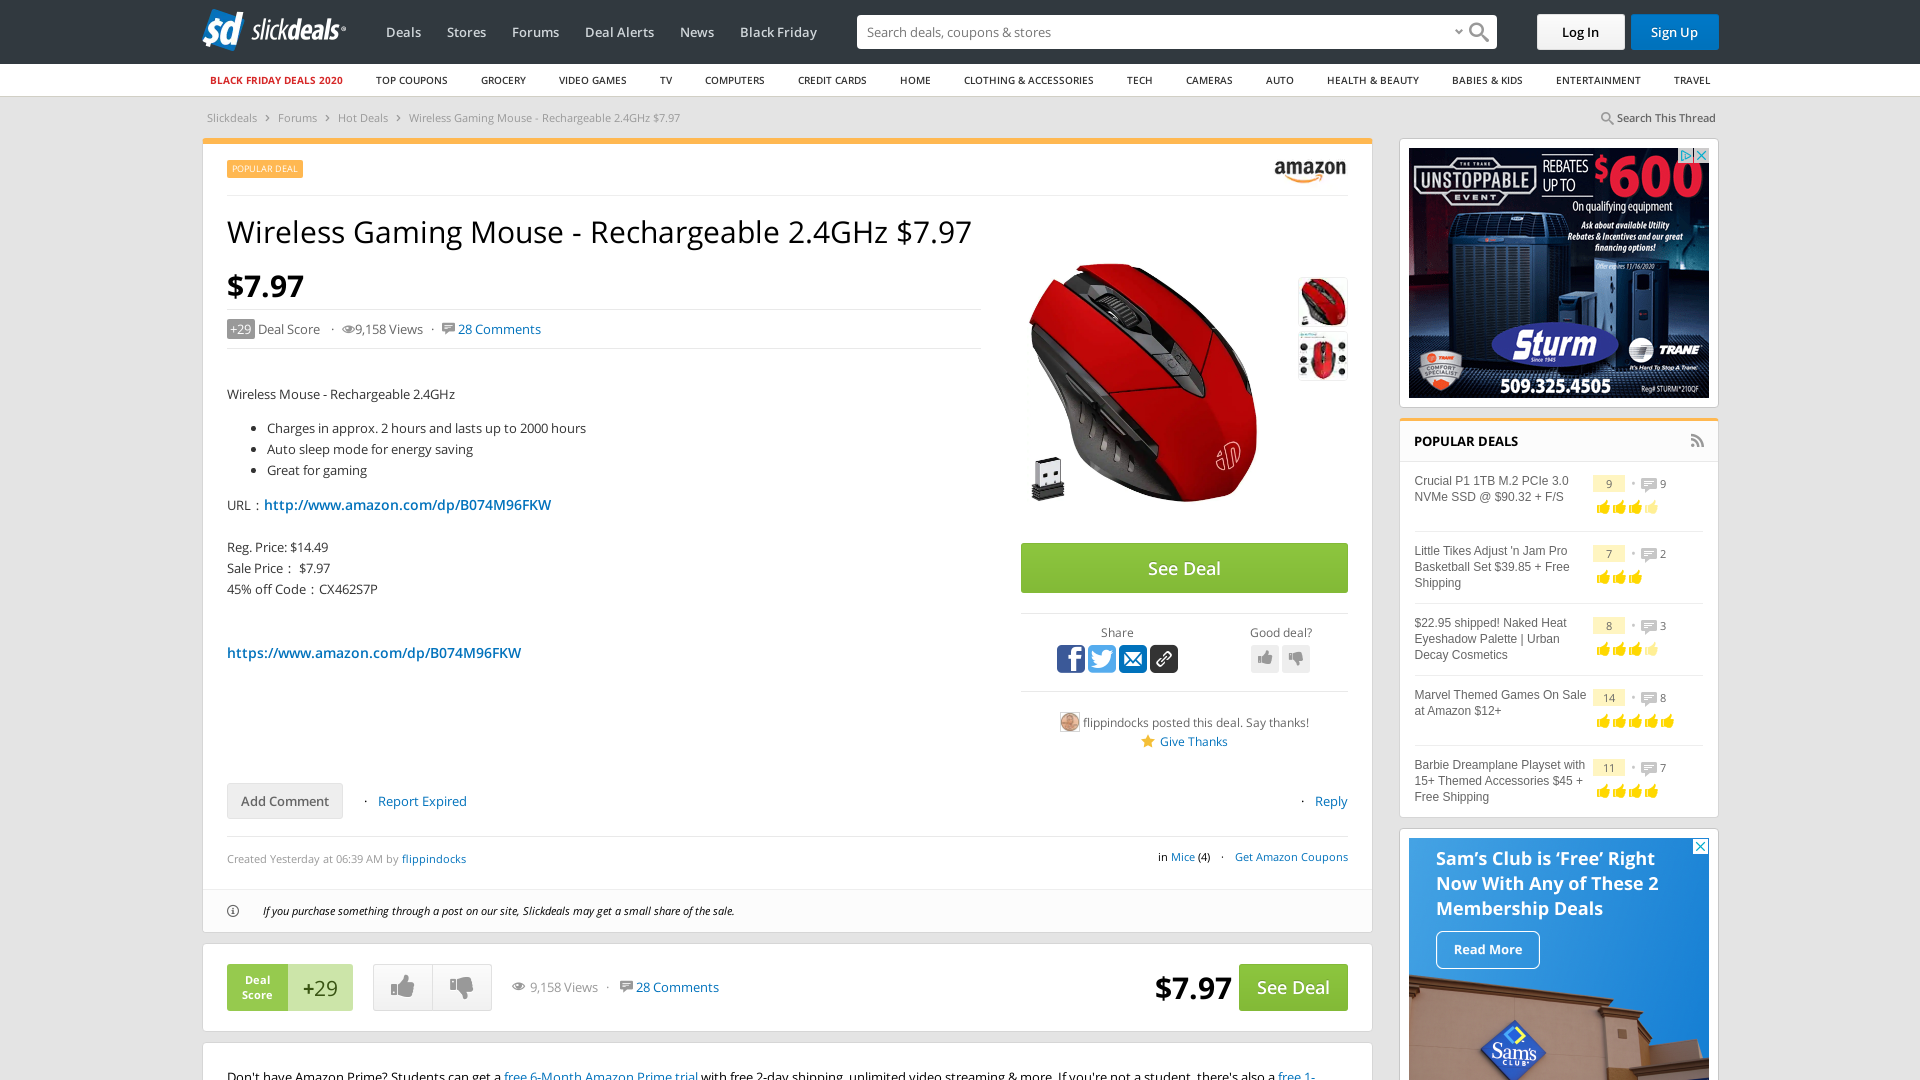 sd slickdeals
Deals Stores Forums Deal Alerts News Black Friday
Search deals, coupons & stores
Log In Sign Up
BLACK FRIDAY DEALS 2020 TOP COUPONS GROCERY VIDEO GAMES TV COMPUTERS CREDIT CARDS HOME CLOTHING & ACCESSORIES TECH CAMERAS AUTO HEALTH & BEAUTY BABIES & KIDS ENTERTAINMENT TRAVEL
Slickdeals › Forums › Hot Deals › Wireless Gaming Mouse - Rechargeable 2.4GHz $7.97
Search This Thread
POPULAR DEAL
amazon
Wireless Gaming Mouse - Rechargeable 2.4GHz $7.97
$7.97
+29 Deal Score · 9,158 Views · 28 Comments
Wireless Mouse - Rechargeable 2.4GHz
• Charges in approx. 2 hours and lasts up to 2000 hours
• Auto sleep mode for energy saving
• Great for gaming
URL：http://www.amazon.com/dp/B074M96FKW
Reg. Price: $14.49
Sale Price： $7.97
45% off Code：CX462S7P
https://www.amazon.com/dp/B074M96FKW
See Deal
Share
Good deal?
flippindocks posted this deal. Say thanks!
Give Thanks
Add Comment · Report Expired
· Reply
Created Yesterday at 06:39 AM by flippindocks
in Mice (4) · Get Amazon Coupons
If you purchase something through a post on our site, Slickdeals may get a small share of the sale.
Deal
Score
+29
9,158 Views · 28 Comments
$7.97
See Deal
Don't have Amazon Prime? Students can get a free 6-Month Amazon Prime trial with free 2-day shipping, unlimited video streaming & more. If you're not a student, there's also a free 1-
THE TRANE
UNSTOPPABLE
EVENT
REBATES
UP TO
$600
On qualifying equipment
Ask about available Utility
Rebates & Incentives and our great
financing options!
Offer expires 11/16/2020
Sturm
Since 1945
TRANE
COMFORT
SPECIALIST
TRANE
It's Hard To Stop A Trane.
509.325.4505
Reg# STURMI*210QF
POPULAR DEALS
Crucial P1 1TB M.2 PCIe 3.0
NVMe SSD @ $90.32 + F/S
9 • 9
Little Tikes Adjust 'n Jam Pro
Basketball Set $39.85 + Free
Shipping
7 • 2
$22.95 shipped! Naked Heat
Eyeshadow Palette | Urban
Decay Cosmetics
8 • 3
Marvel Themed Games On Sale
at Amazon $12+
14 • 8
Barbie Dreamplane Playset with
15+ Themed Accessories $45 +
Free Shipping
11 • 7
Sam's Club is ‘Free’ Right
Now With Any of These 2
Membership Deals
Read More
Sam's
CLUB